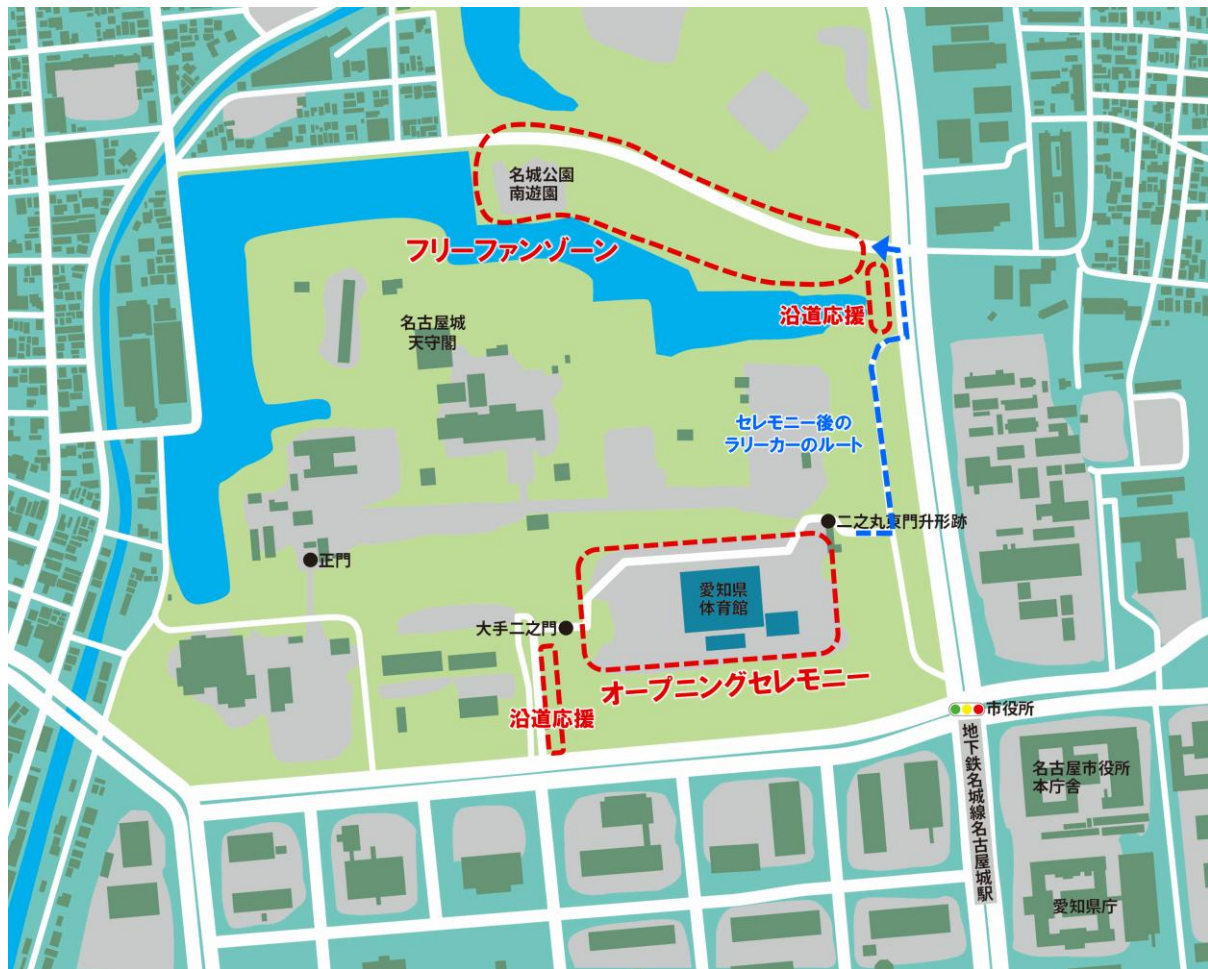 名城公園
南遊園
フリーファンゾーン
沿道応援
名古屋城
天守閣
セレモニー後の
ラリーカーのルート
二之丸東門升形跡
正門
愛知県
体育館
大手二之門
オープニングセレモニー
沿道応援
市役所
地下鉄名城線名古屋城駅
名古屋市役所
本庁舎
愛知県庁